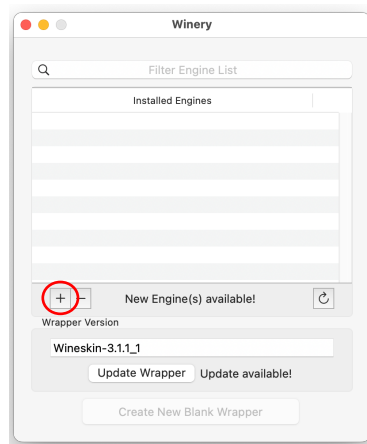 Winery
Filter Engine List
Installed Engines
+ − New Engine(s) available!
Wrapper Version
Wineskin-3.1.1_1
Update Wrapper Update available!
Create New Blank Wrapper